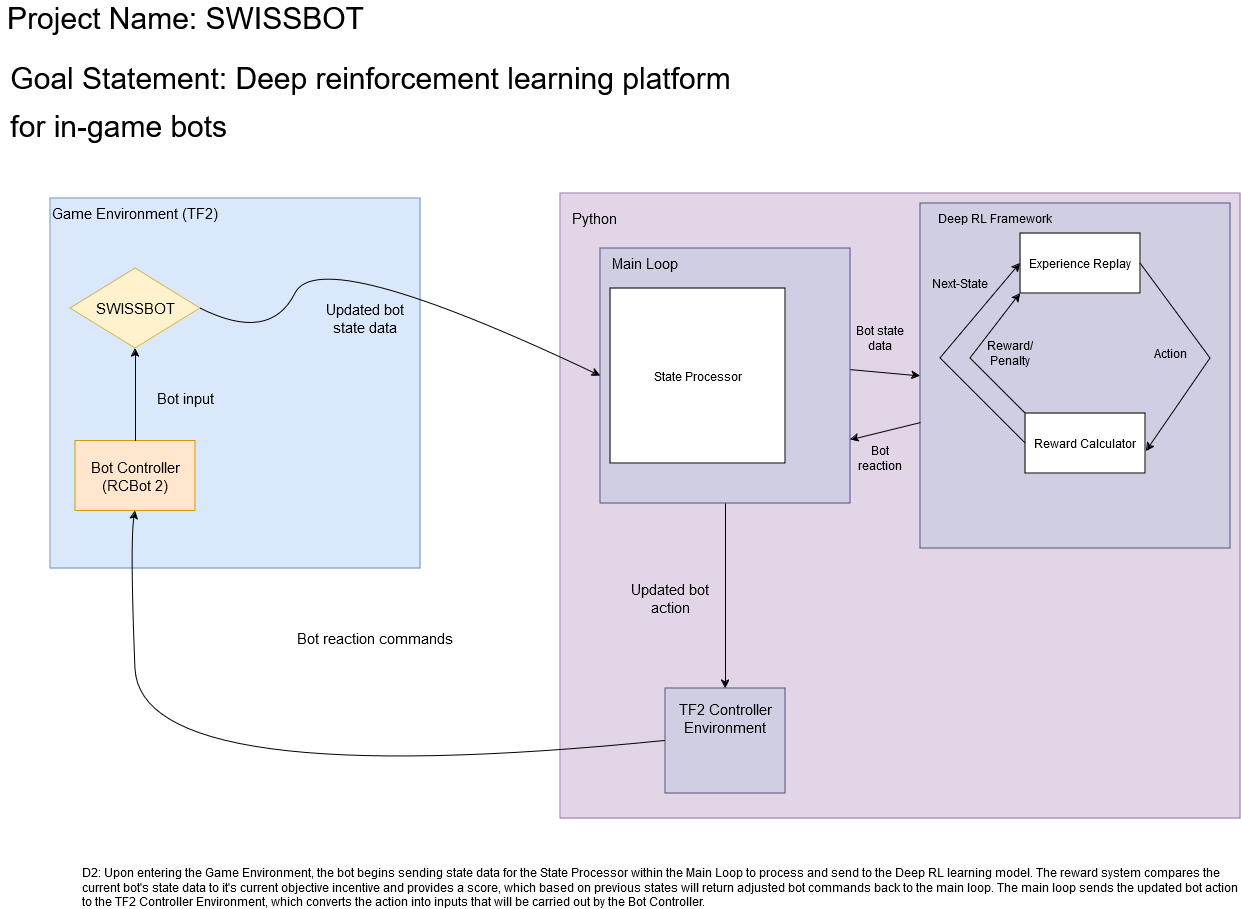 Project Name: SWISSBOT
Goal Statement: Deep reinforcement learning platform
for in-game bots
Game Environment (TF2)
SWISSBOT
Updated bot
state data
Bot input
Bot Controller
(RCBot 2)
Bot reaction commands
Python
Main Loop
State Processor
Bot state
data
Bot
reaction
Deep RL Framework
Experience Replay
Next-State
Reward/
Penalty
Action
Reward Calculator
Updated bot
action
TF2 Controller
Environment
D2: Upon entering the Game Environment, the bot begins sending state data for the State Processor within the Main Loop to process and send to the Deep RL learning model. The reward system compares the
current bot's state data to it's current objective incentive and provides a score, which based on previous states will return adjusted bot commands back to the main loop. The main loop sends the updated bot action
to the TF2 Controller Environment, which converts the action into inputs that will be carried out by the Bot Controller.